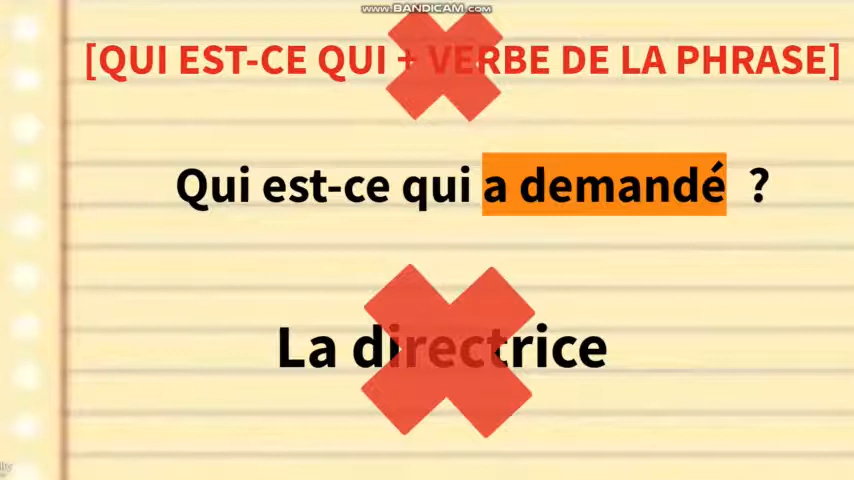 WWW.BANDICAM.COM
[QUI EST-CE QUI + VERBE DE LA PHRASE]
Qui est-ce qui a demandé ?
La directrice